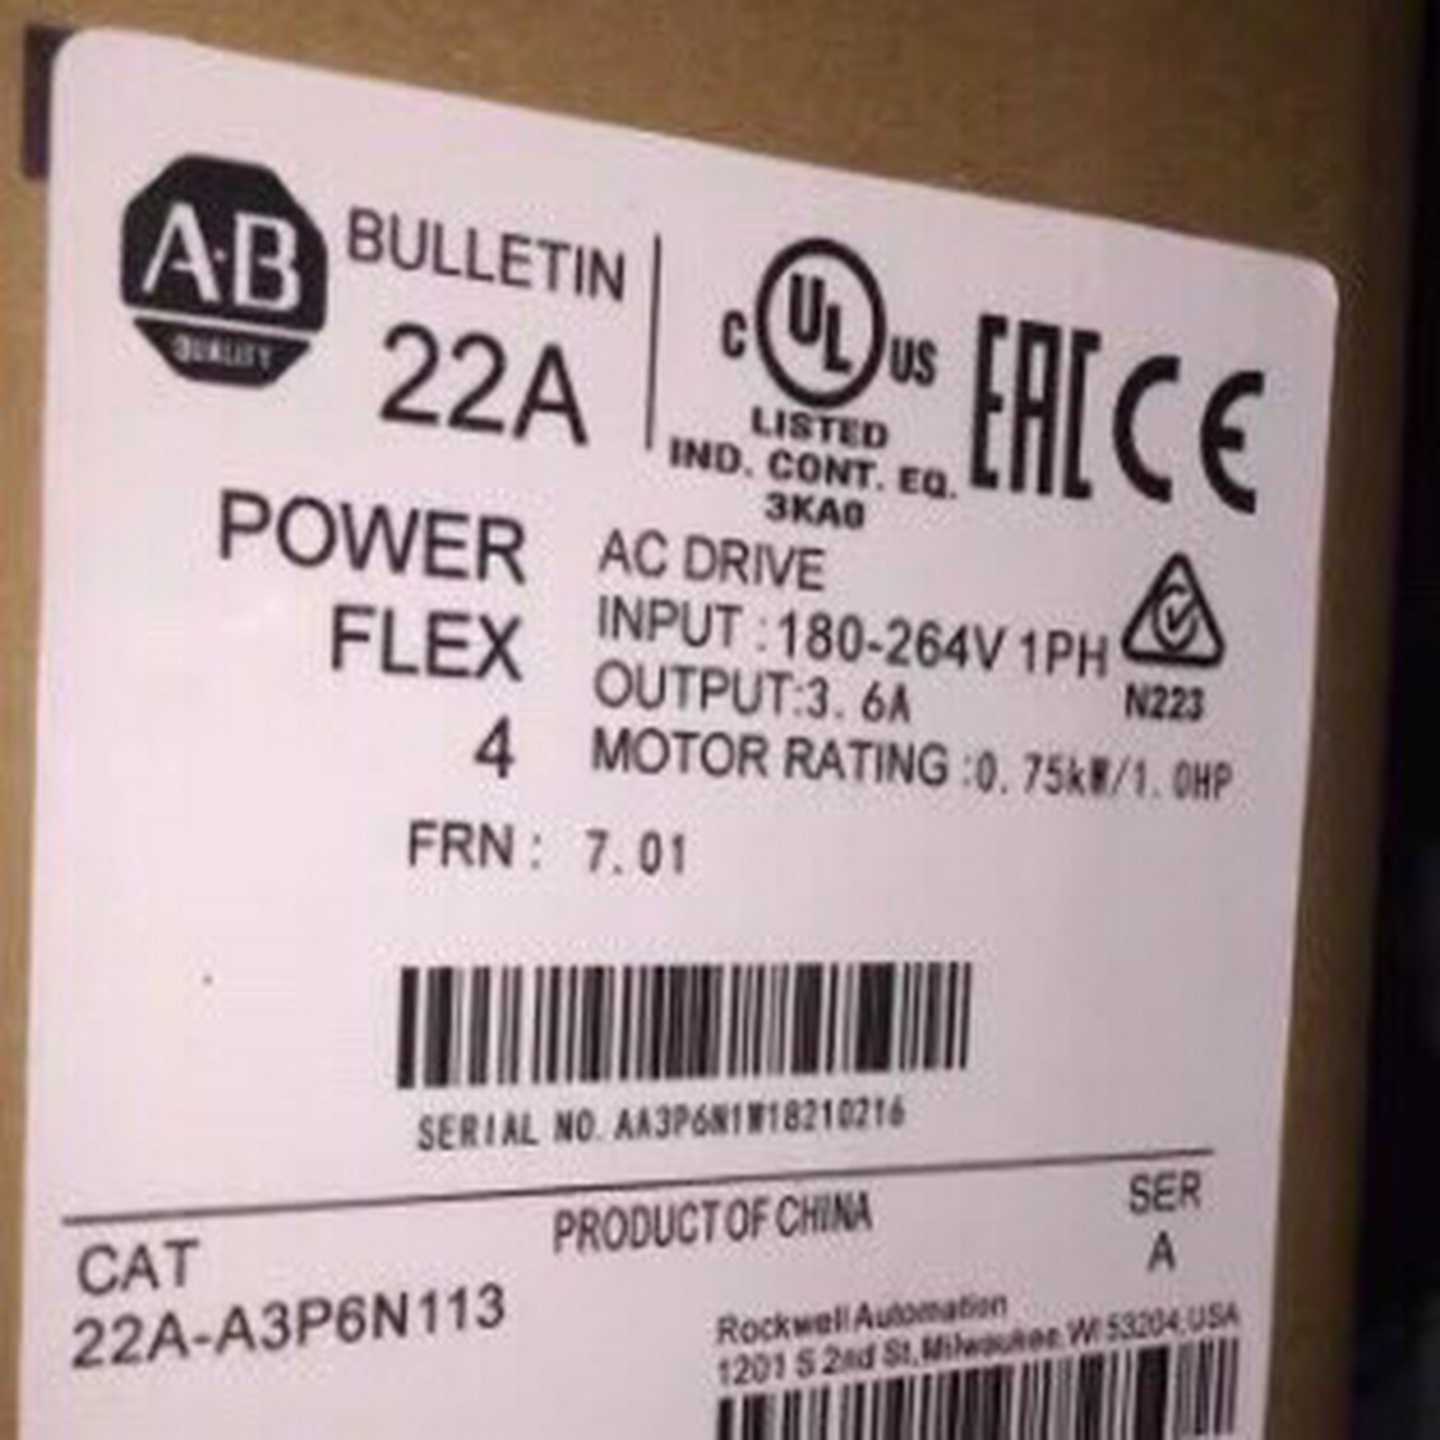 A·B
QUALITY
BULLETIN
22A
C UL US
LISTED
IND. CONT. EQ.
3KA0
EAC CE
POWER
FLEX
4
AC DRIVE
INPUT :180-264V 1PH
OUTPUT:3. 6A
MOTOR RATING :0. 75kW/1. 0HP
N223
FRN : 7. 01
SERIAL NO. AA3P6N1W18210216
PRODUCT OF CHINA
SER
A
CAT
22A-A3P6N113
Rockwell Automation
1201 S 2nd St, Milwaukee, WI 53204, USA